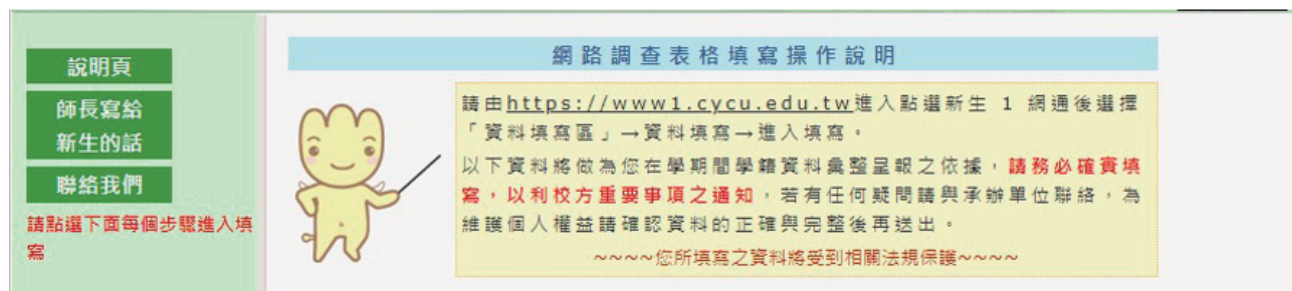 說明頁
師長寫給
新生的話
聯絡我們
請點選下面每個步驟進入填
寫
網路調查表格填寫操作說明
請由https://www1.cycu.edu.tw進入點選新生 1 網通後選擇
「資料填寫區」→資料填寫→進入填寫。
以下資料將做為您在學期間學籍資料彙整呈報之依據，請務必確實填
寫，以利校方重要事項之通知，若有任何疑問請與承辦單位聯絡，為
維護個人權益請確認資料的正確與完整後再送出。
~~~~您所填寫之資料將受到相關法規保護~~~~